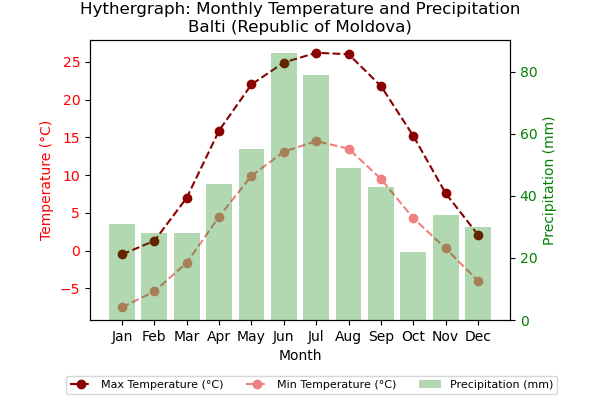 Hythergraph: Monthly Temperature and Precipitation
Balti (Republic of Moldova)
Temperature (°C)
25
20
15
10
5
0
−5
80
60
40
20
0
Precipitation (mm)
Jan Feb Mar Apr May Jun Jul Aug Sep Oct Nov Dec
Month
Max Temperature (°C) Min Temperature (°C) Precipitation (mm)